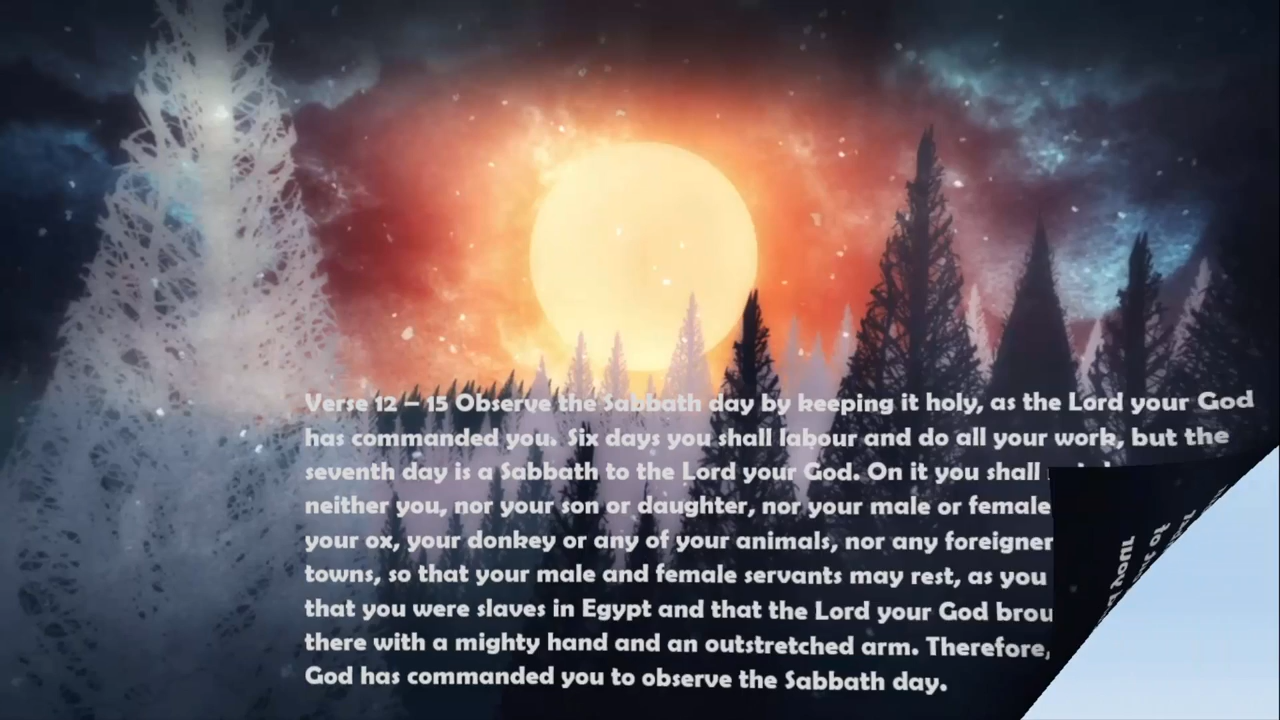 Verse 12 – 15 Observe the Sabbath day by keeping it holy, as the Lord your God
has commanded you. Six days you shall labour and do all your work, but the
seventh day is a Sabbath to the Lord your God. On it you shall
neither you, nor your son or daughter, nor your male or female
your ox, your donkey or any of your animals, nor any foreigner
towns, so that your male and female servants may rest, as you
that you were slaves in Egypt and that the Lord your God
there with a mighty hand and an outstretched arm. Therefore,
God has commanded you to observe the Sabbath day.